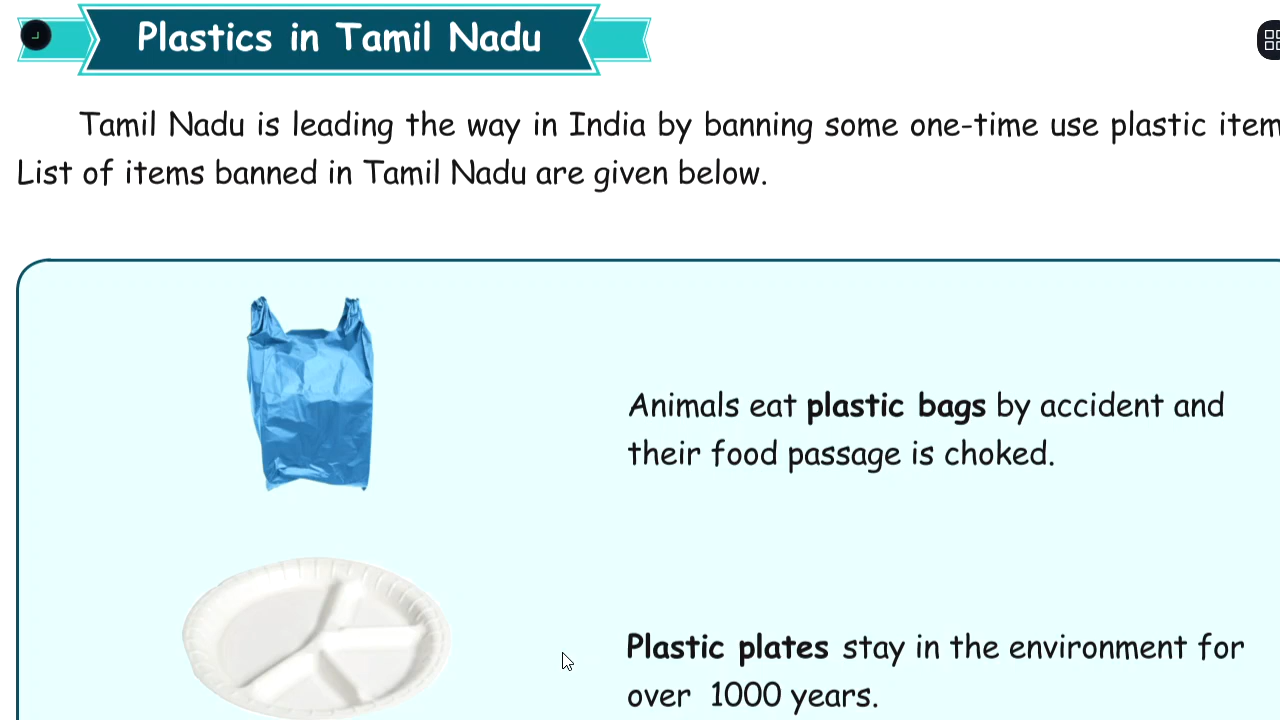 Plastics in Tamil Nadu
Tamil Nadu is leading the way in India by banning some one-time use plastic item
List of items banned in Tamil Nadu are given below.
Animals eat plastic bags by accident and
their food passage is choked.
Plastic plates stay in the environment for
over 1000 years.